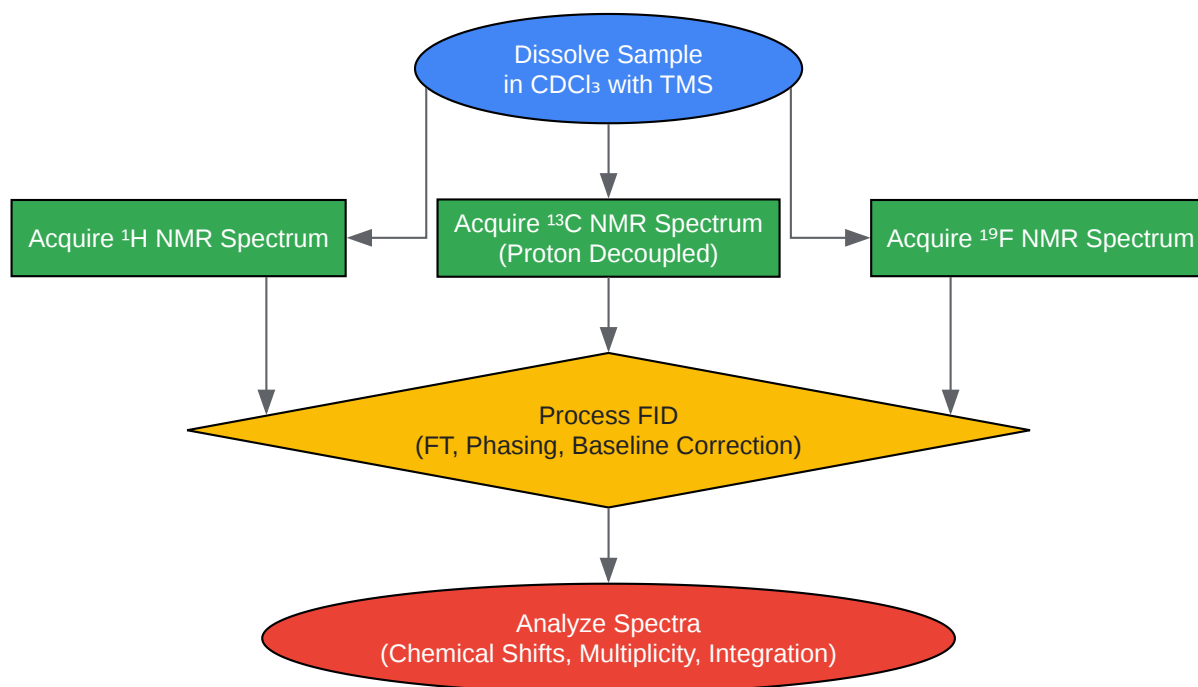 Dissolve Sample
in CDCl₃ with TMS
Acquire ¹H NMR Spectrum
Acquire ¹³C NMR Spectrum
(Proton Decoupled)
Acquire ¹⁹F NMR Spectrum
Process FID
(FT, Phasing, Baseline Correction)
Analyze Spectra
(Chemical Shifts, Multiplicity, Integration)